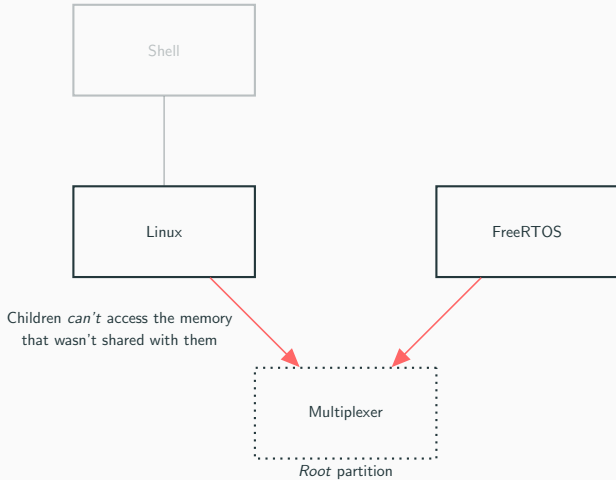 Shell
Linux
FreeRTOS
Children can't access the memory
that wasn't shared with them
Multiplexer
Root partition